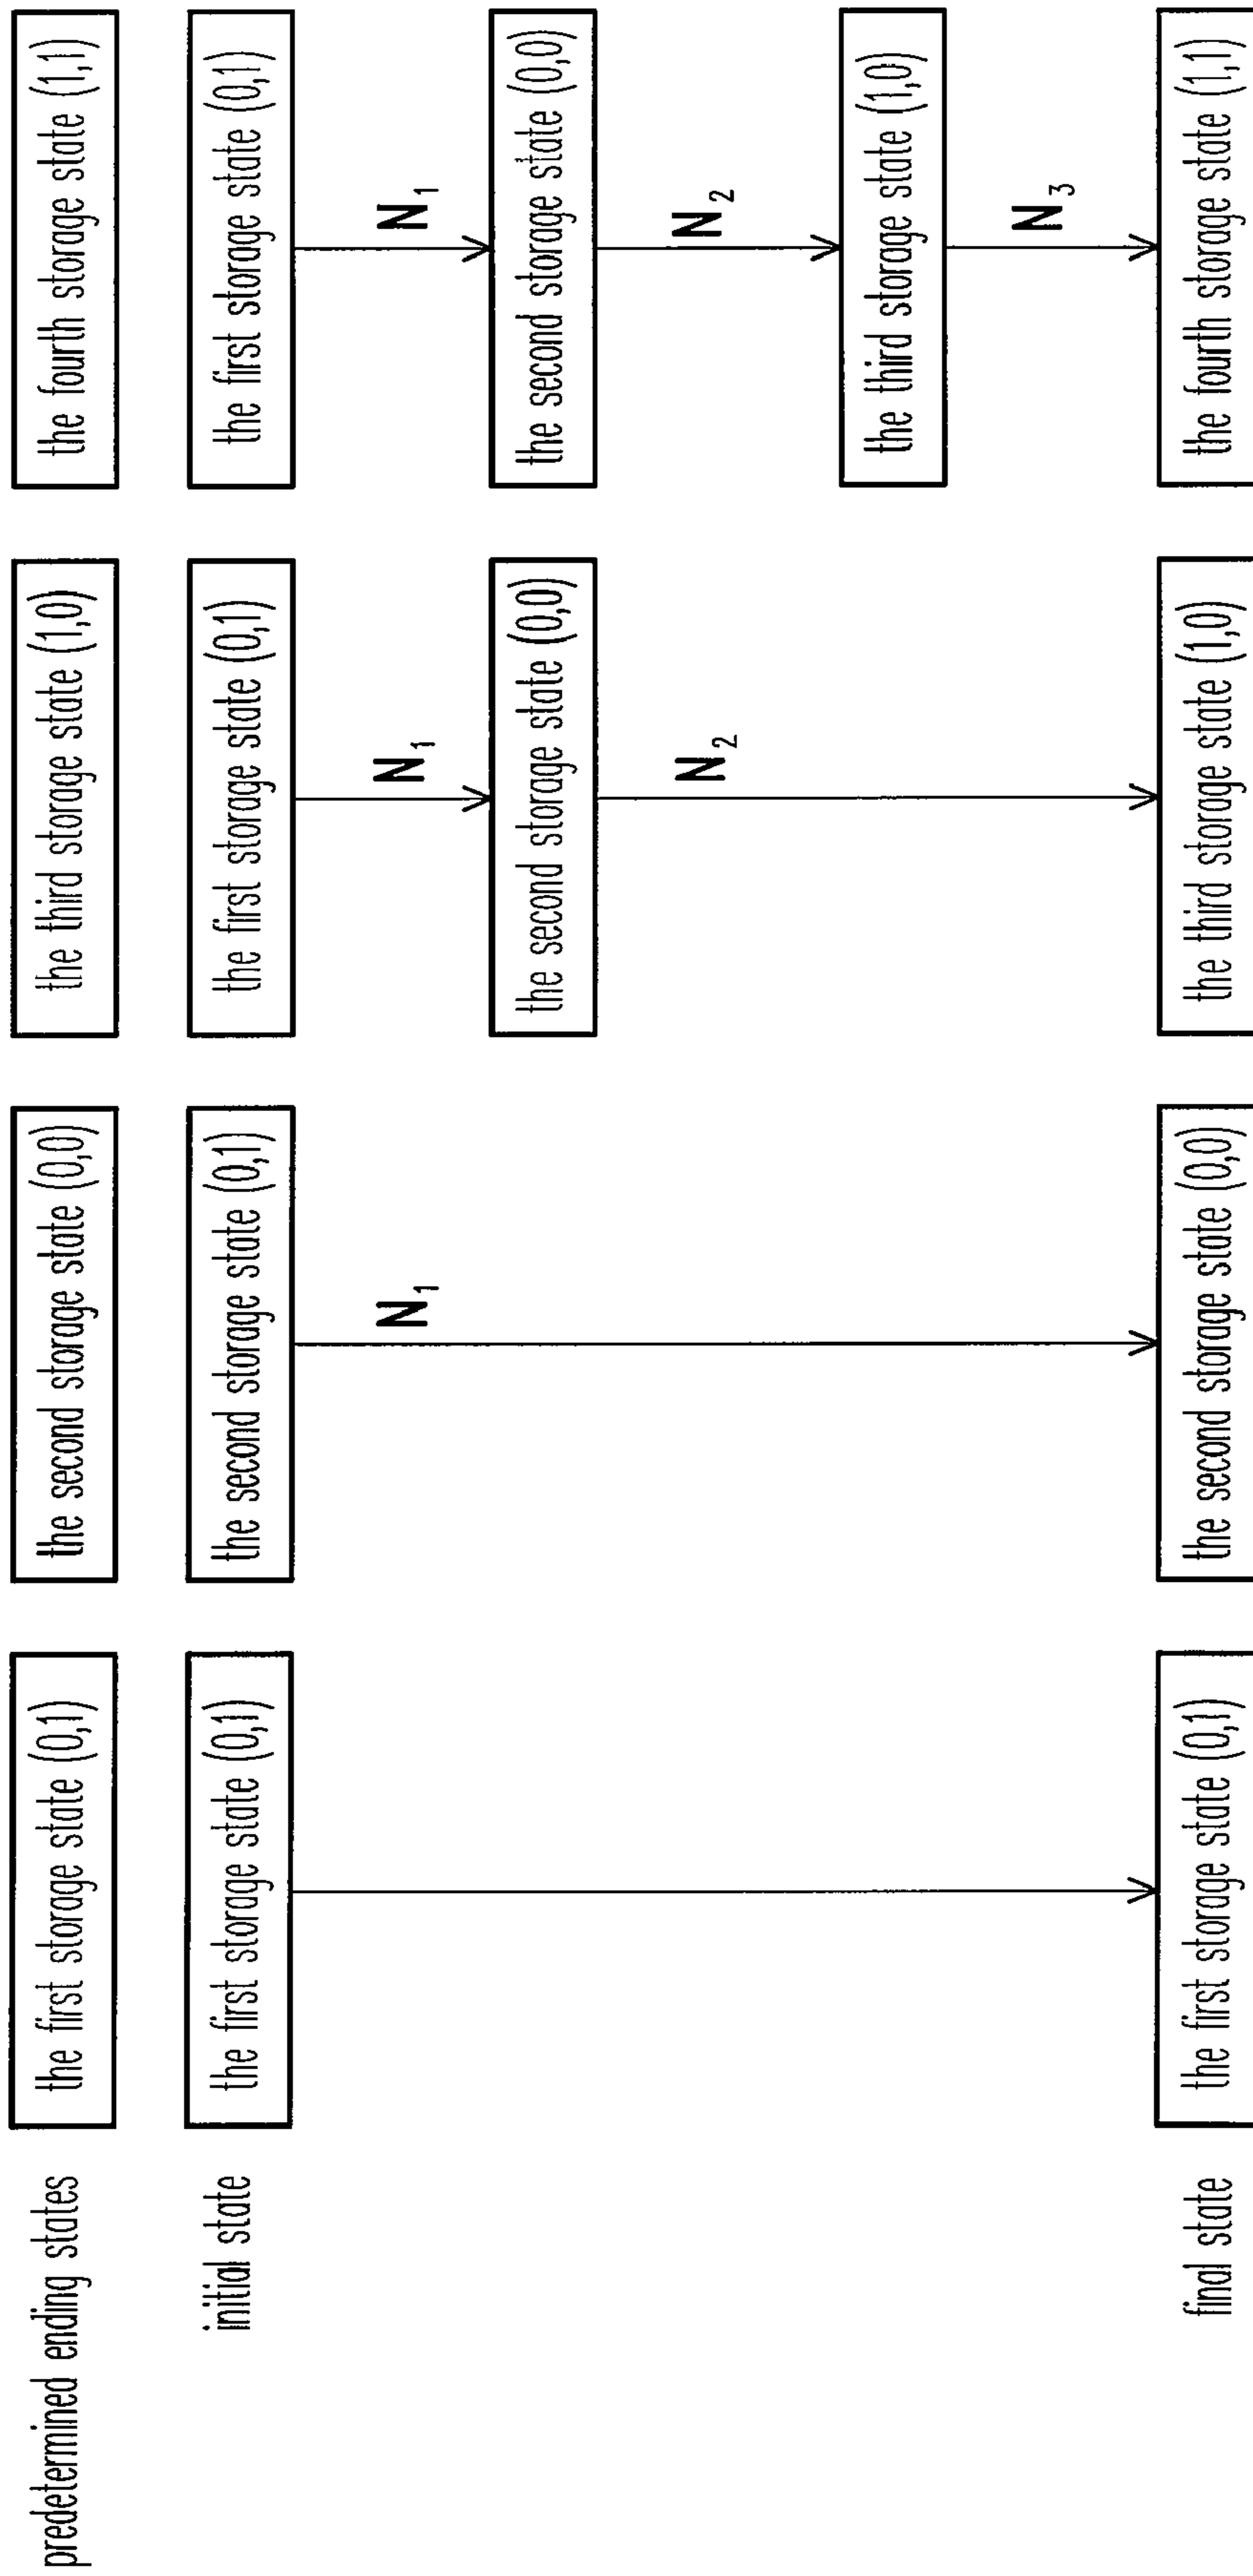 predetermined ending states
the first storage state (0,1)
the second storage state (0,0)
the third storage state (1,0)
the fourth storage state (1,1)
initial state
the first storage state (0,1)
the second storage state (0,1)
the first storage state (0,1)
the first storage state (0,1)
N1
N1
N1
the second storage state (0,0)
the second storage state (0,0)
N2
N2
the third storage state (1,0)
N3
final state
the first storage state (0,1)
the second storage state (0,0)
the third storage state (1,0)
the fourth storage state (1,1)